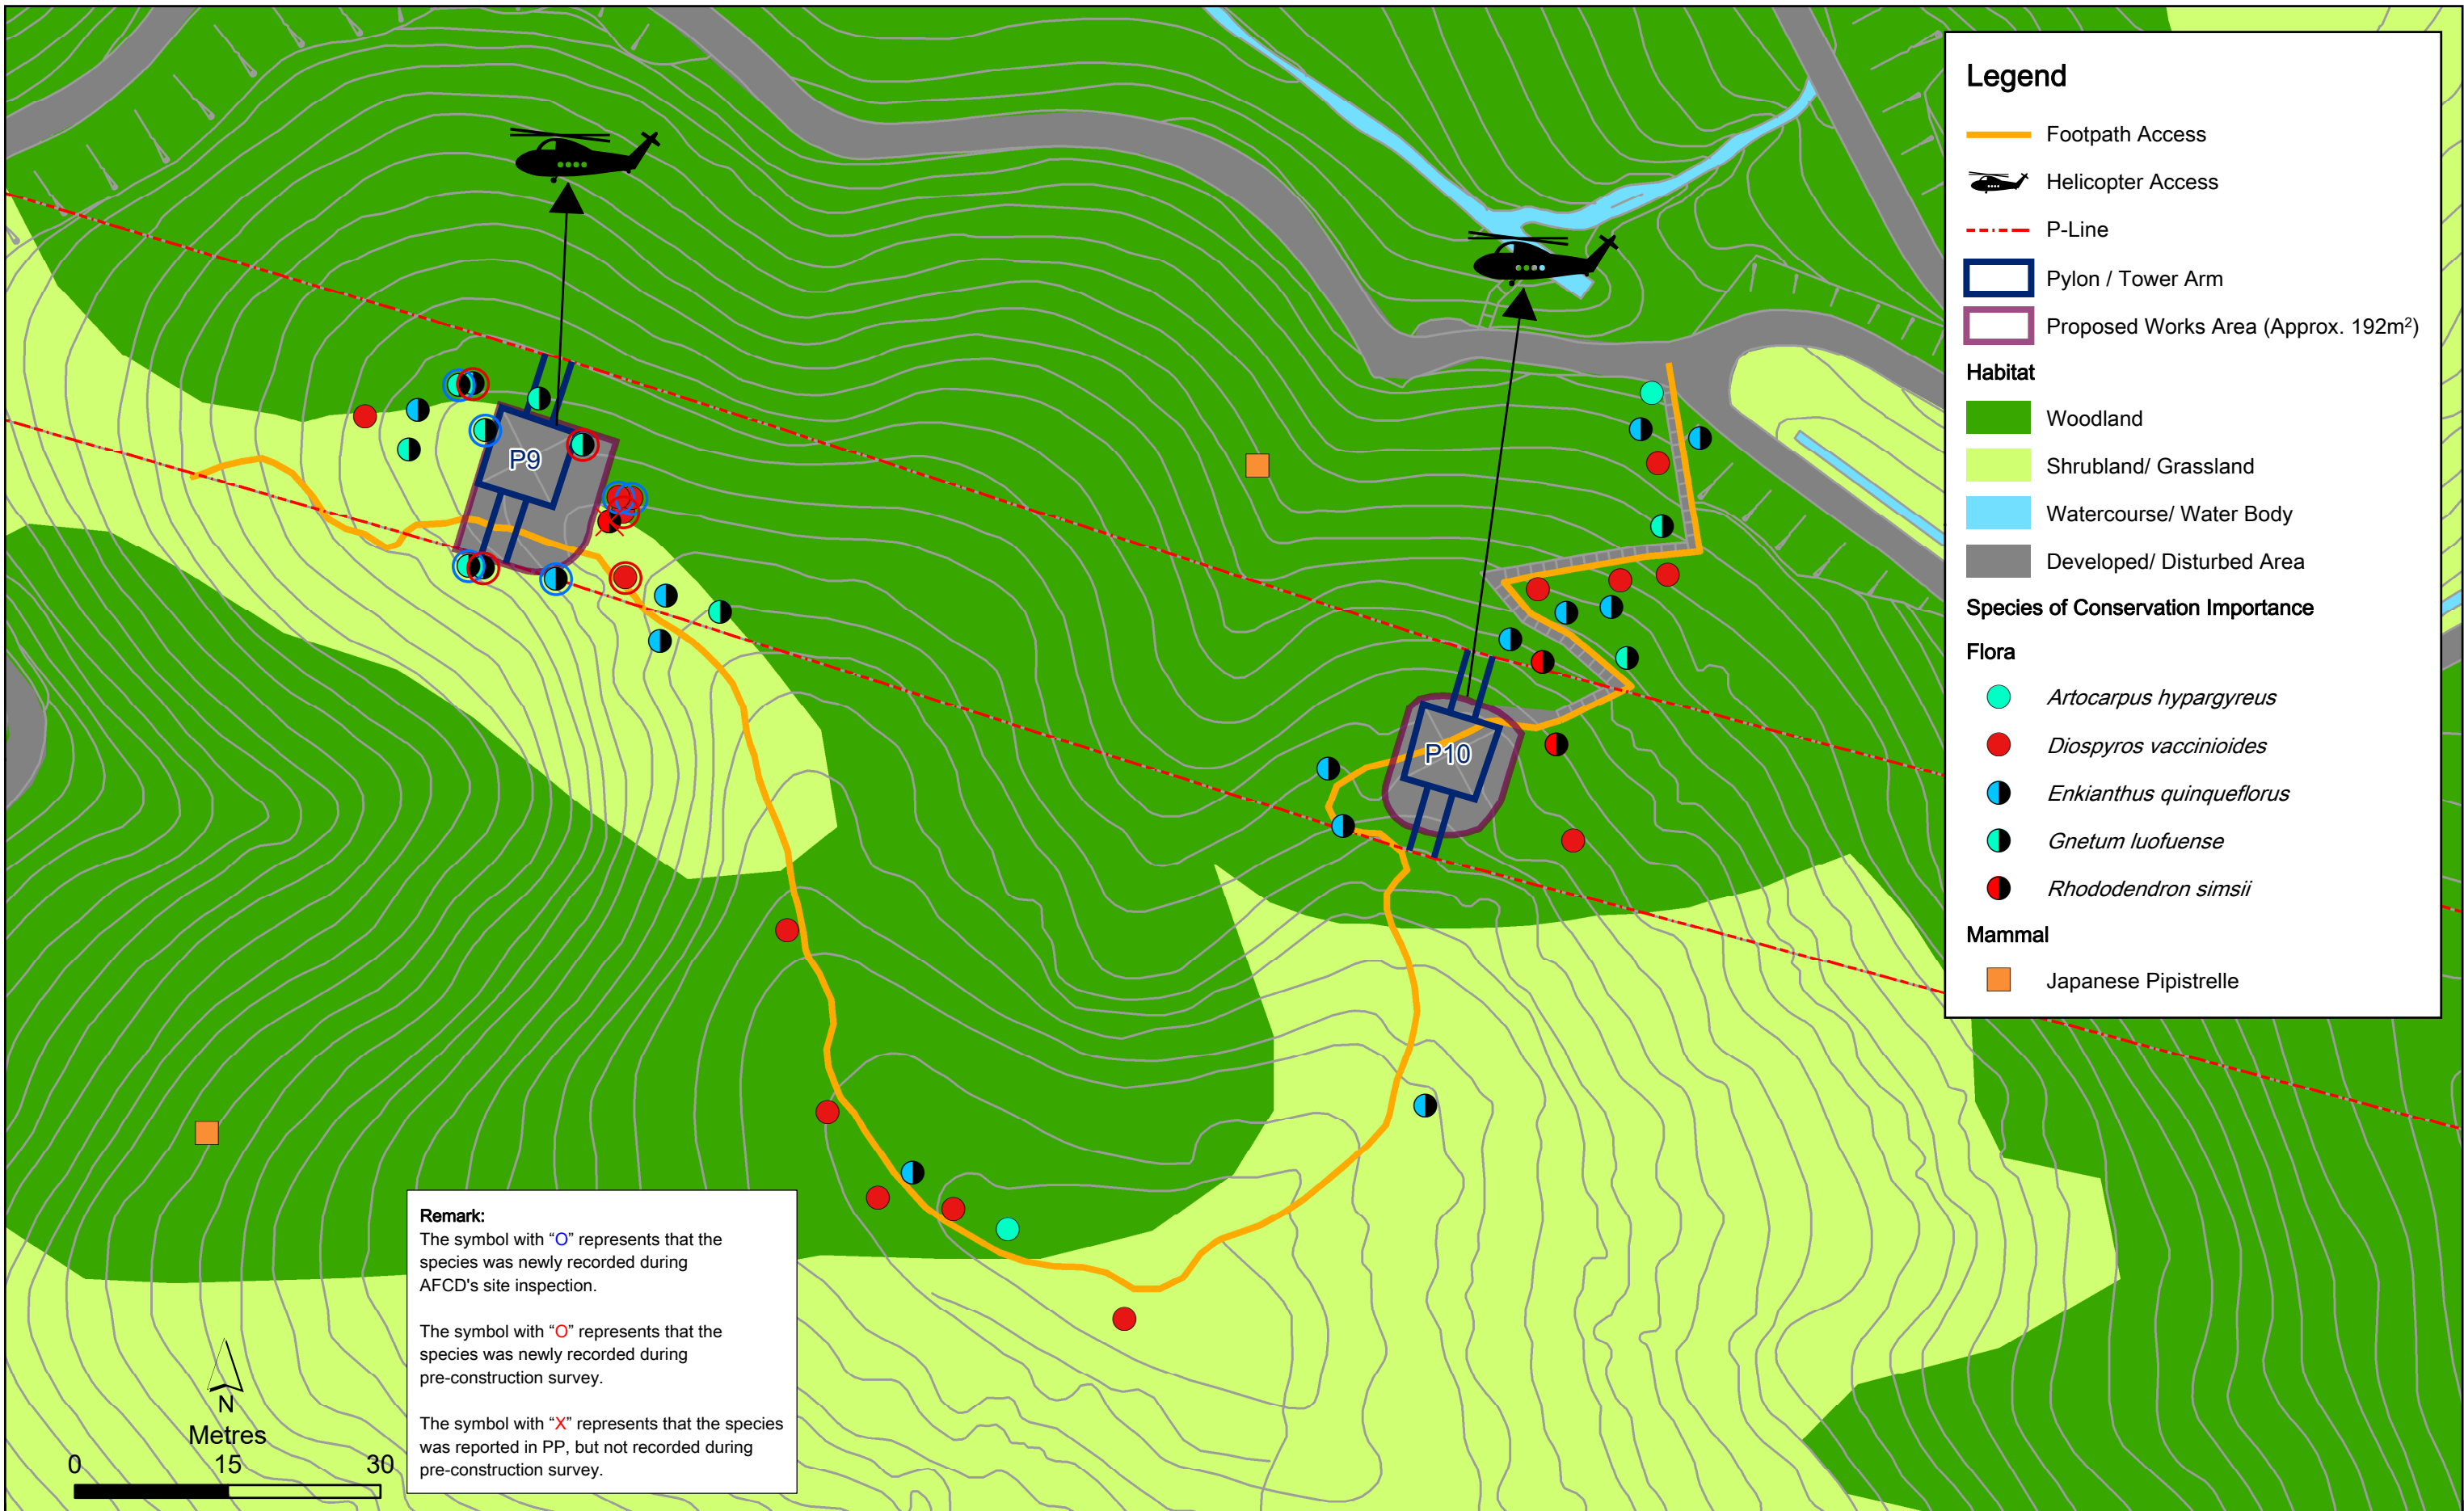 Legend
Footpath Access
Helicopter Access
P-Line
Pylon / Tower Arm
Proposed Works Area (Approx. 192m²)
Habitat
Woodland
Shrubland/ Grassland
Watercourse/ Water Body
Developed/ Disturbed Area
Species of Conservation Importance
Flora
Artocarpus hypargyreus
Diospyros vaccinioides
Enkianthus quinqueflorus
Gnetum luofuense
Rhododendron simsii
Mammal
Japanese Pipistrelle
P9
P10
Remark:
The symbol with “O” represents that the
species was newly recorded during
AFCD's site inspection.
The symbol with “O” represents that the
species was newly recorded during
pre-construction survey.
The symbol with “X” represents that the species
was reported in PP, but not recorded during
pre-construction survey.
N
Metres
0 15 30